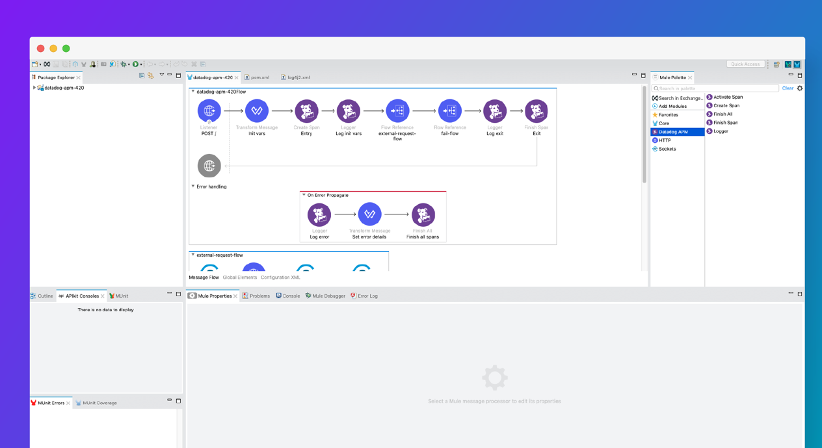 Quick Access
Package Explorer
datadog-apm-420
datadog-apm-420
pom.xml
log4j2.xml
datadog-apm-420Flow
Listener
POST /
Transform Message
Init vars
Create Span
Entry
Logger
Log init vars
Flow Reference
external-request-flow
Flow Reference
fail-flow
Logger
Log exit
Finish Span
Exit
Error handling
On Error Propagate
Logger
Log error
Transform Message
Set error details
Finish All
Finish all spans
external-request-flow
Message Flow Global Elements Configuration XML
Mule Palette
Search in palette
Clear
Search in Exchange..
Add Modules
Favorites
Core
Datadog APM
HTTP
Sockets
Activate Span
Create Span
Finish All
Finish Span
Logger
Outline
APIkit Consoles
MUnit
There is no data to display
MUnit Errors
MUnit Coverage
Mule Properties
Problems
Console
Mule Debugger
Error Log
Select a Mule message processor to edit its properties